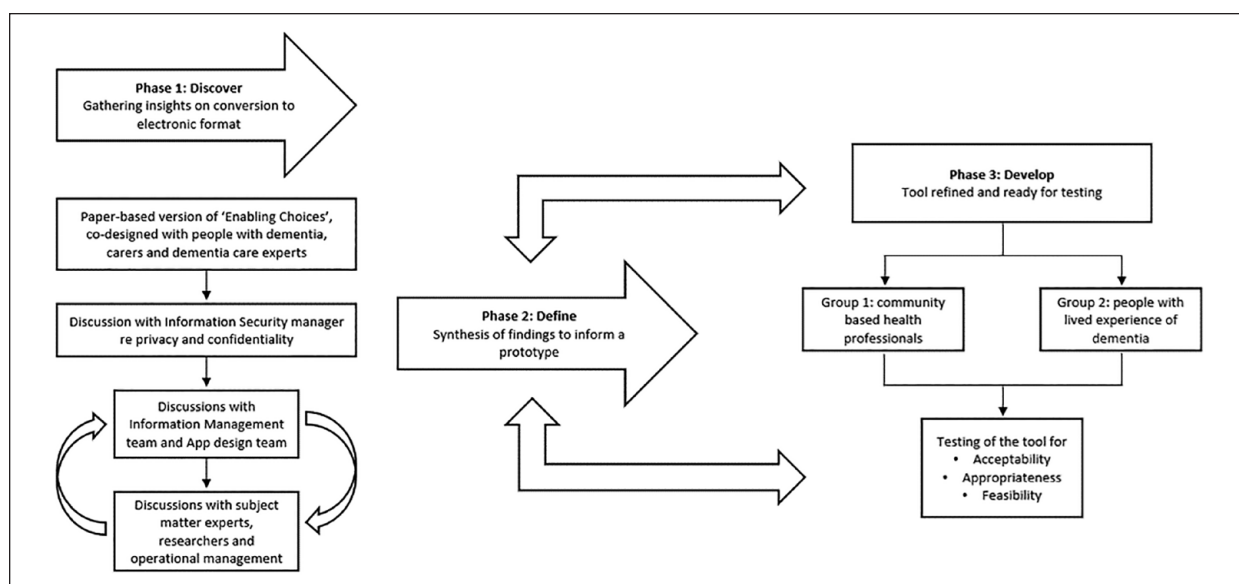 Phase 1: Discover
Gathering insights on conversion to
electronic format
Paper-based version of ‘Enabling Choices’,
co-designed with people with dementia,
carers and dementia care experts
Discussion with Information Security manager
re privacy and confidentiality
Discussions with
Information Management
team and App design team
Discussions with subject
matter experts,
researchers and
operational management
Phase 2: Define
Synthesis of findings to inform a
prototype
Phase 3: Develop
Tool refined and ready for testing
Group 1: community
based health
professionals
Group 2: people with
lived experience of
dementia
Testing of the tool for
• Acceptability
• Appropriateness
• Feasibility